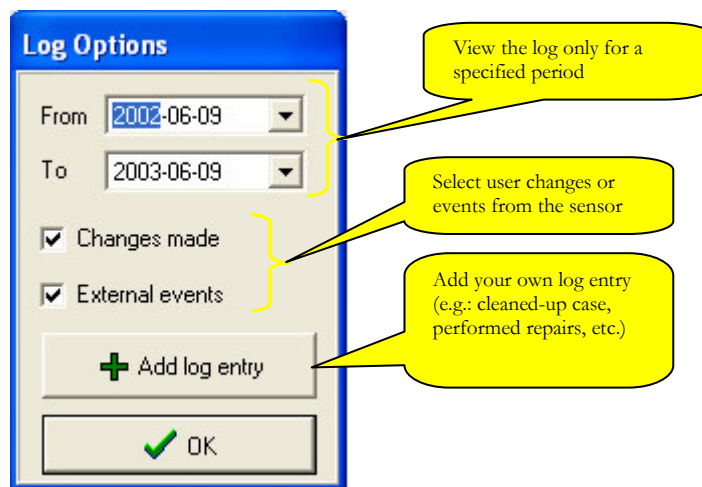 Log Options
From 2002-06-09
To 2003-06-09
Changes made
External events
Add log entry
OK
View the log only for a
specified period
Select user changes or
events from the sensor
Add your own log entry
(e.g.: cleaned-up case,
performed repairs, etc.)